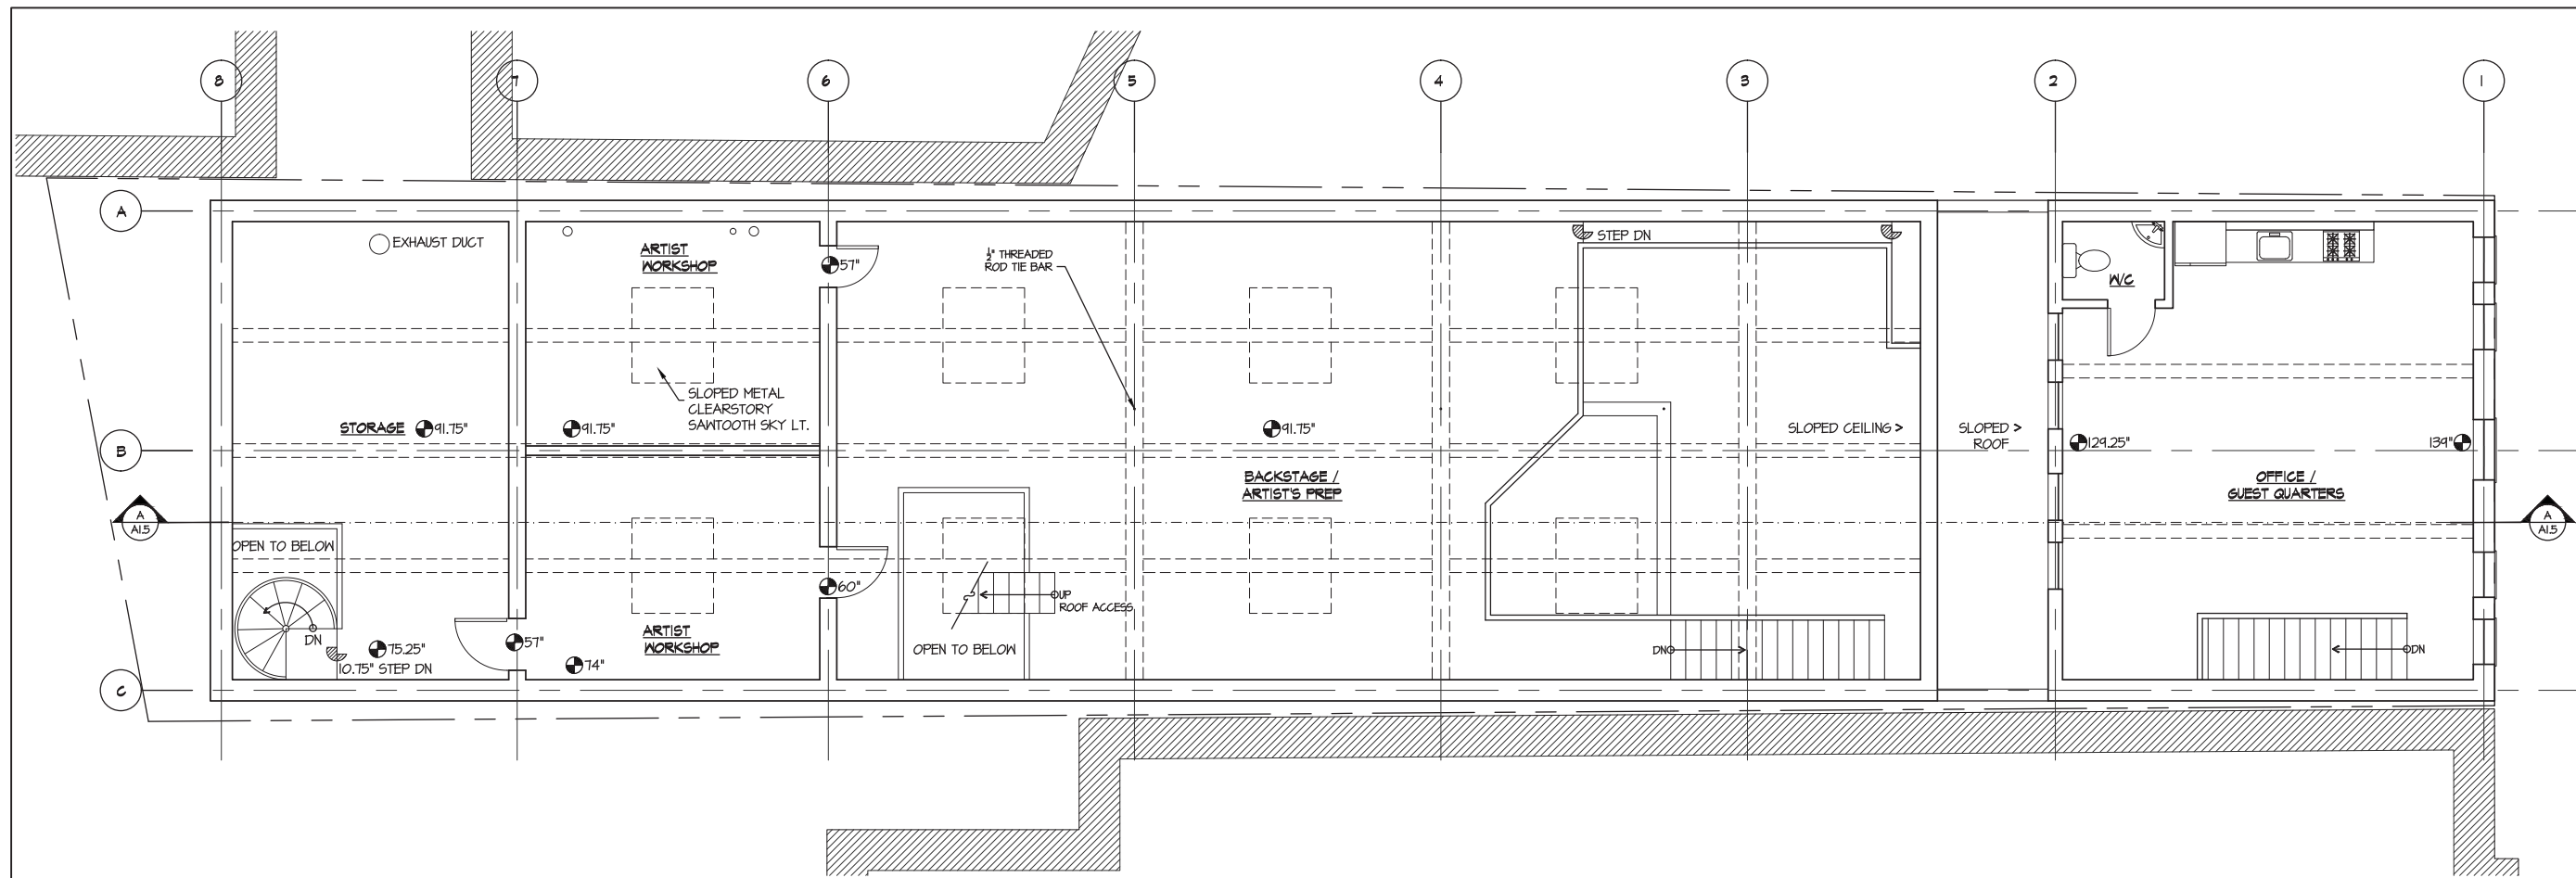 8
7
6
5
4
3
2
1
A
B
C
EXHAUST DUCT
ARTIST
WORKSHOP
57"
½" THREADED
ROD TIE BAR
STEP DN
W/C
SLOPED METAL
CLEARSTORY
SAWTOOTH SKY LT.
STORAGE
91.75"
91.75"
91.75"
SLOPED CEILING >
SLOPED >
ROOF
129.25"
139"
BACKSTAGE /
ARTIST'S PREP
OFFICE /
GUEST QUARTERS
A
A1.5
A
A1.5
OPEN TO BELOW
60"
UP
ROOF ACCESS
DN
75.25"
10.75" STEP DN
57"
ARTIST
WORKSHOP
74"
OPEN TO BELOW
DN
DN